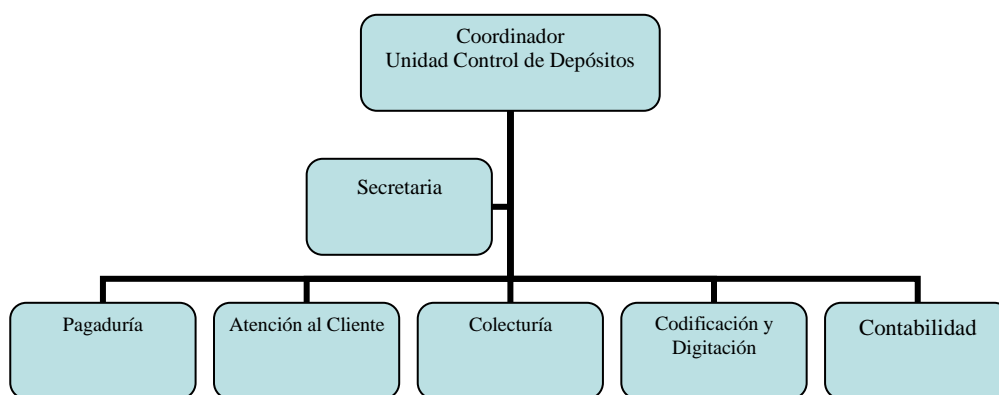 Coordinador
Unidad Control de Depósitos
Secretaria
Pagaduría
Atención al Cliente
Colecturía
Codificación y
Digitación
Contabilidad